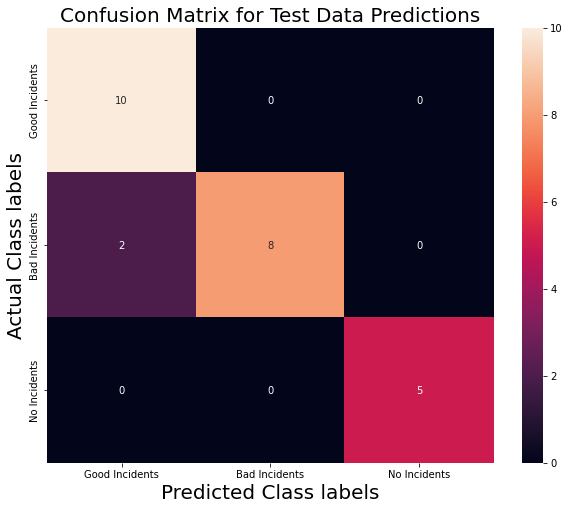 Confusion Matrix for Test Data Predictions
Actual Class labels
Good Incidents
Bad Incidents
No Incidents
10 0 0
2 8 0
0 0 5
Good Incidents Bad Incidents No Incidents
Predicted Class labels
10
8
6
4
2
0